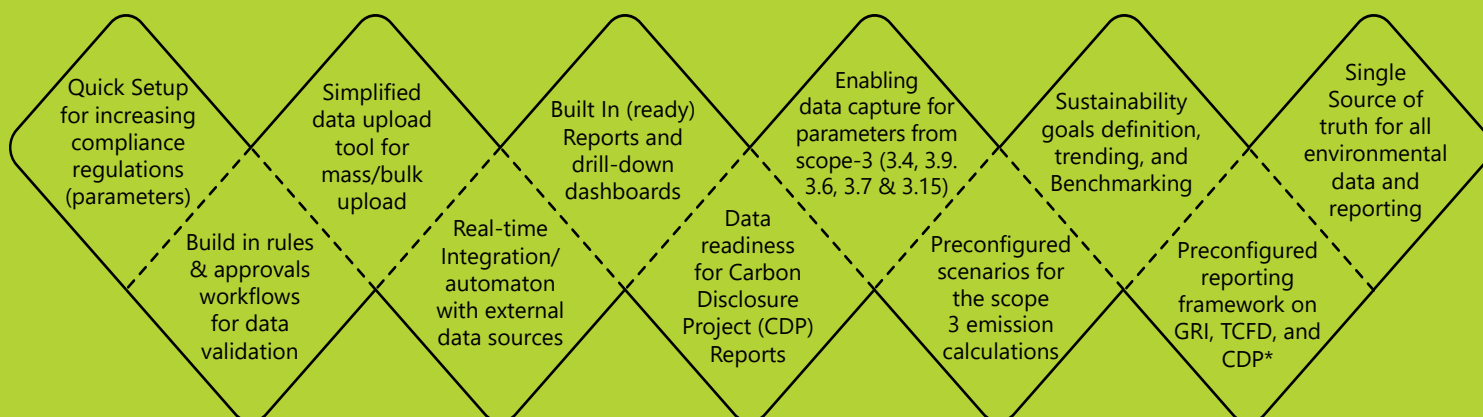 Quick Setup
for increasing
compliance
regulations
(parameters)
Build in rules
& approvals
workflows
for data
validation
Simplified
data upload
tool for
mass/bulk
upload
Real-time
Integration/
automaton
with external
data sources
Built In (ready)
Reports and
drill-down
dashboards
Data
readiness
for Carbon
Disclosure
Project (CDP)
Reports
Enabling
data capture for
parameters from
scope-3 (3.4, 3.9.
3.6, 3.7 & 3.15)
Preconfigured
scenarios for
the scope
3 emission
calculations
Sustainability
goals definition,
trending, and
Benchmarking
Preconfigured
reporting
framework on
GRI, TCFD, and
CDP*
Single
Source of
truth for all
environmental
data and
reporting